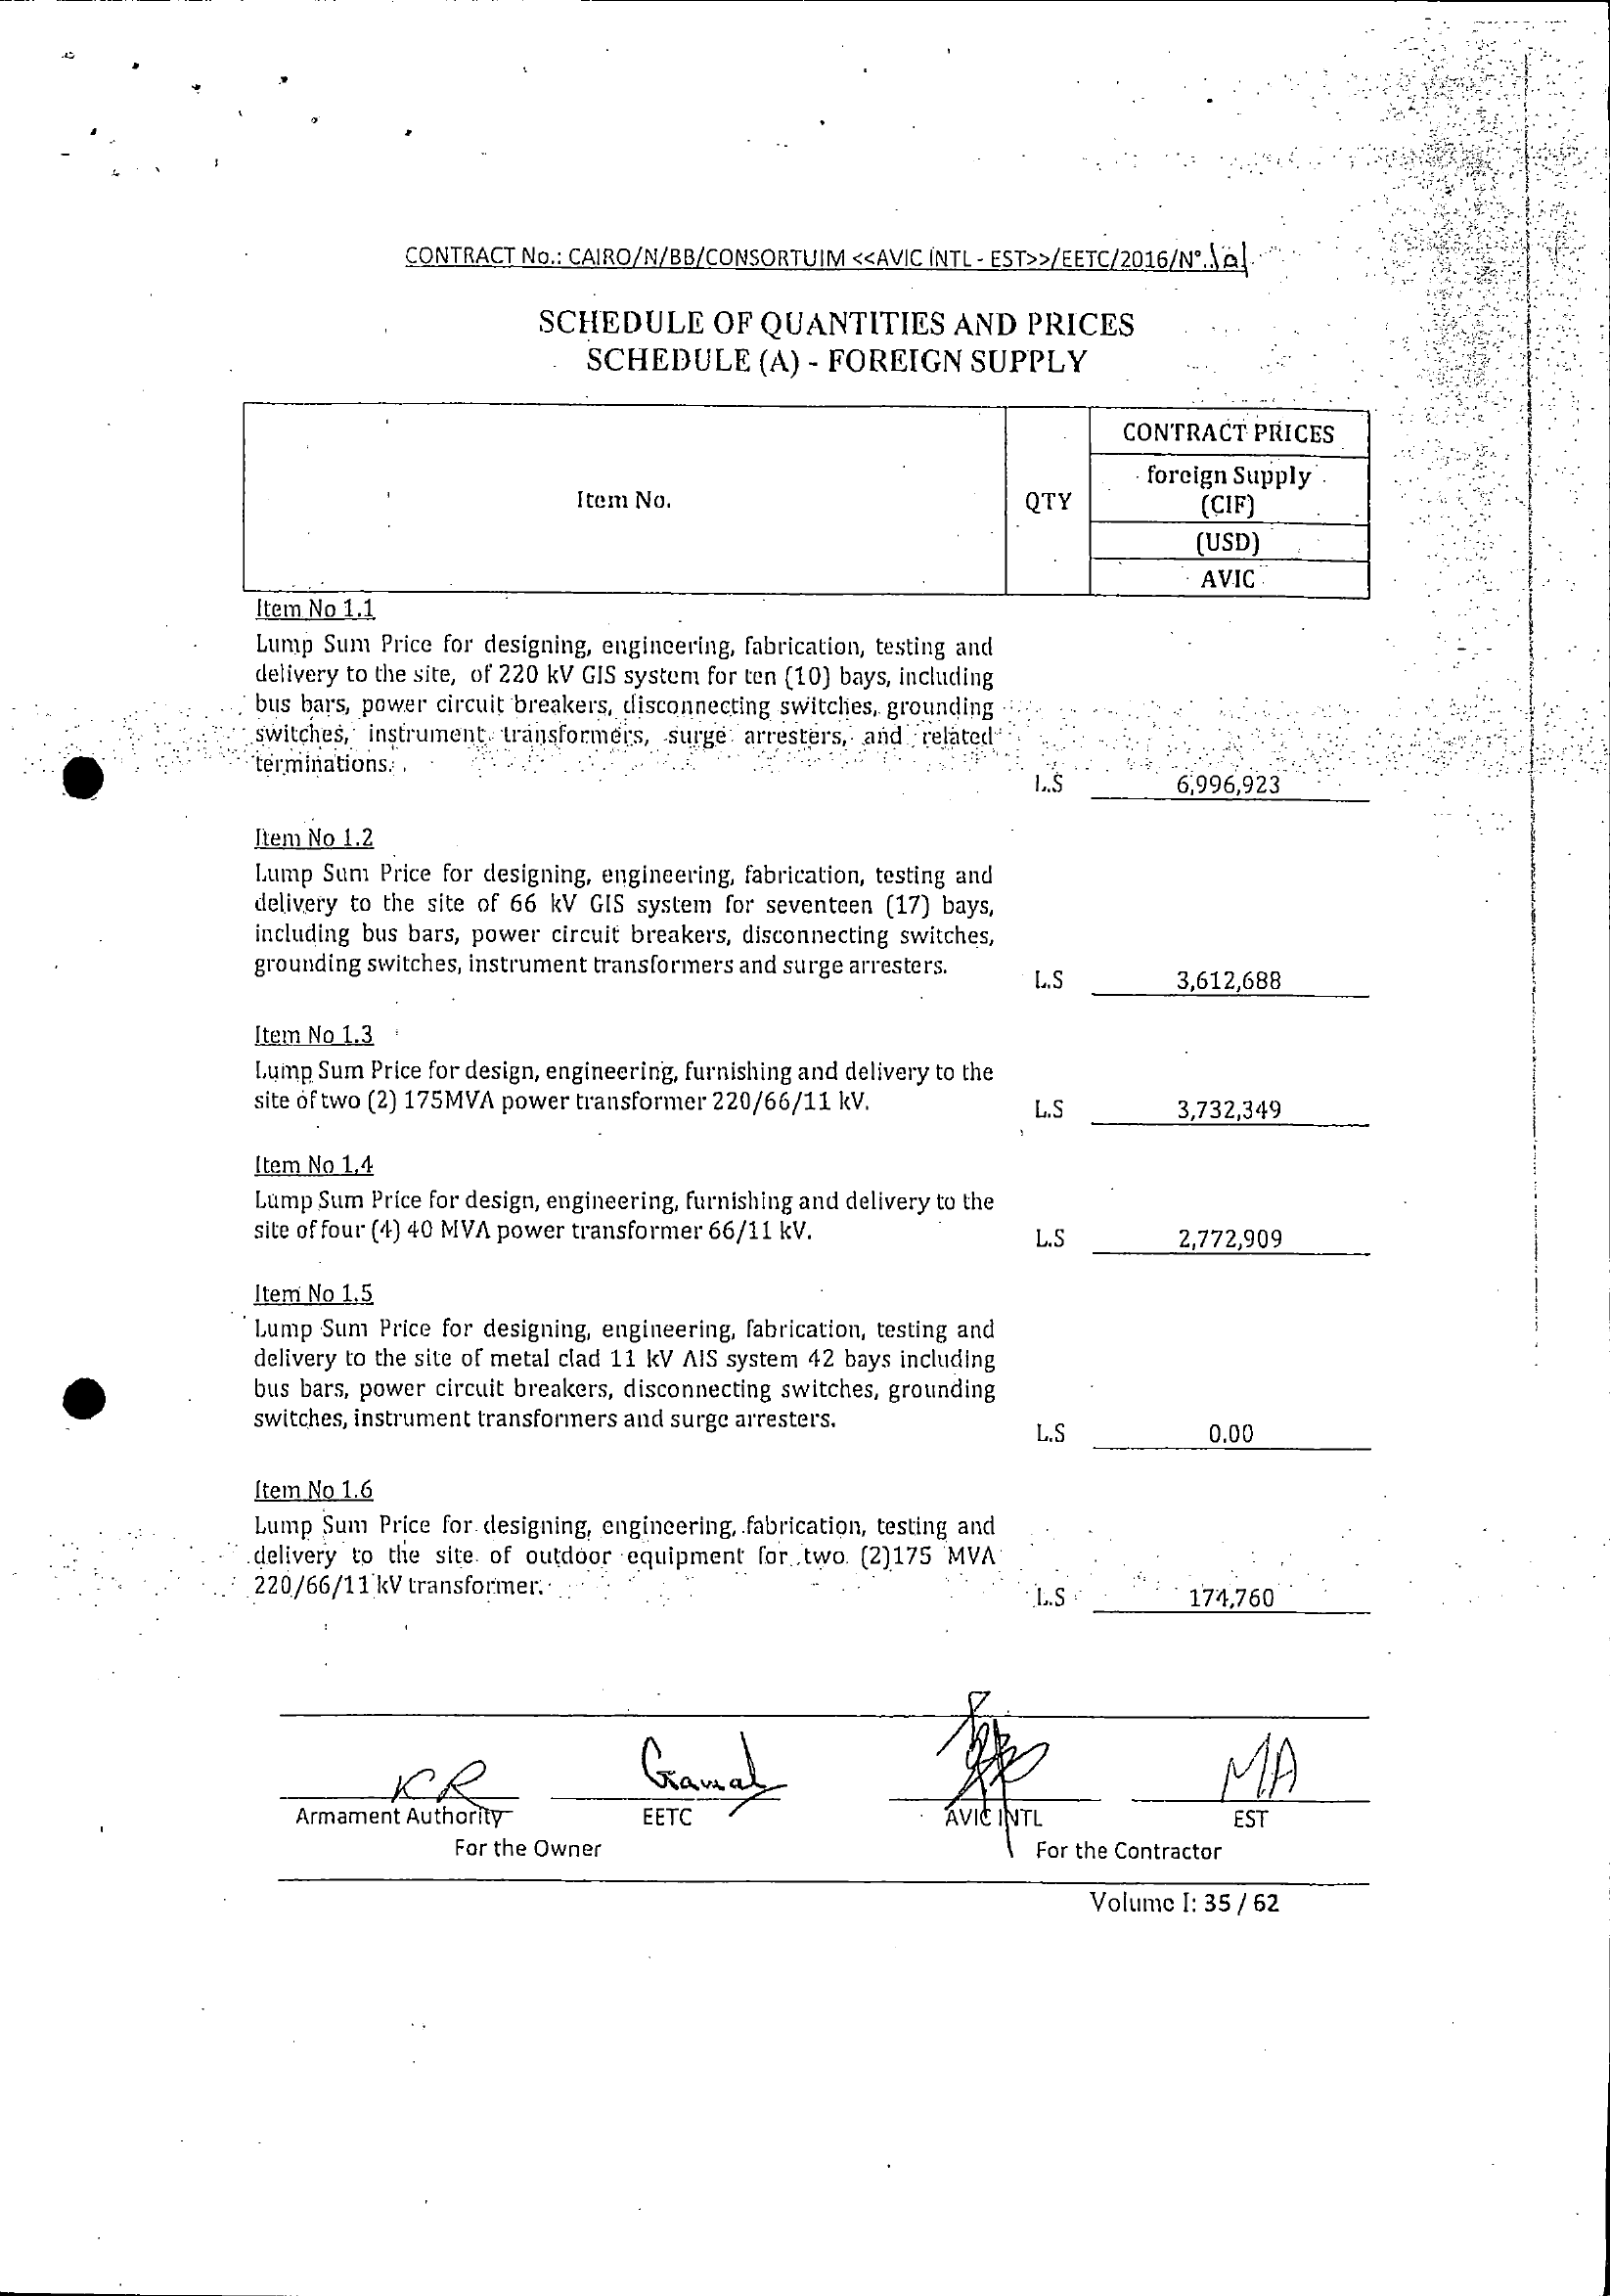 CONTRACT No.: CAIRO/N/BB/CONSORTUIM <<AVIC INTL - EST>>/EETC/2016/N°.
SCHEDULE OF QUANTITIES AND PRICES
SCHEDULE (A) - FOREIGN SUPPLY
Item No.
QTY
CONTRACT PRICES
foreign Supply
(CIF)
(USD)
AVIC
Item No 1.1
Lump Sum Price for designing, engineering, fabrication, testing and
delivery to the site, of 220 kV GIS system for ten (10) bays, including
bus bars, power circuit breakers, disconnecting switches, grounding
switches, instrument transformers, surge arresters, and related
terminations.
L.S 6,996,923
Item No 1.2
Lump Sum Price for designing, engineering, fabrication, testing and
delivery to the site of 66 kV GIS system for seventeen (17) bays,
including bus bars, power circuit breakers, disconnecting switches,
grounding switches, instrument transformers and surge arresters.
L.S 3,612,688
Item No 1.3
Lump Sum Price for design, engineering, furnishing and delivery to the
site of two (2) 175MVA power transformer 220/66/11 kV.
L.S 3,732,349
Item No 1.4
Lump Sum Price for design, engineering, furnishing and delivery to the
site of four (4) 40 MVA power transformer 66/11 kV.
L.S 2,772,909
Item No 1.5
Lump Sum Price for designing, engineering, fabrication, testing and
delivery to the site of metal clad 11 kV AIS system 42 bays including
bus bars, power circuit breakers, disconnecting switches, grounding
switches, instrument transformers and surge arresters.
L.S 0.00
Item No 1.6
Lump Sum Price for designing, engineering, fabrication, testing and
delivery to the site of outdoor equipment for two (2)175 MVA
220/66/11 kV transformer.
L.S 174,760
KR Gamal MA
Armament Authority EETC AVIC INTL EST
For the Owner For the Contractor
Volume I: 35 / 62